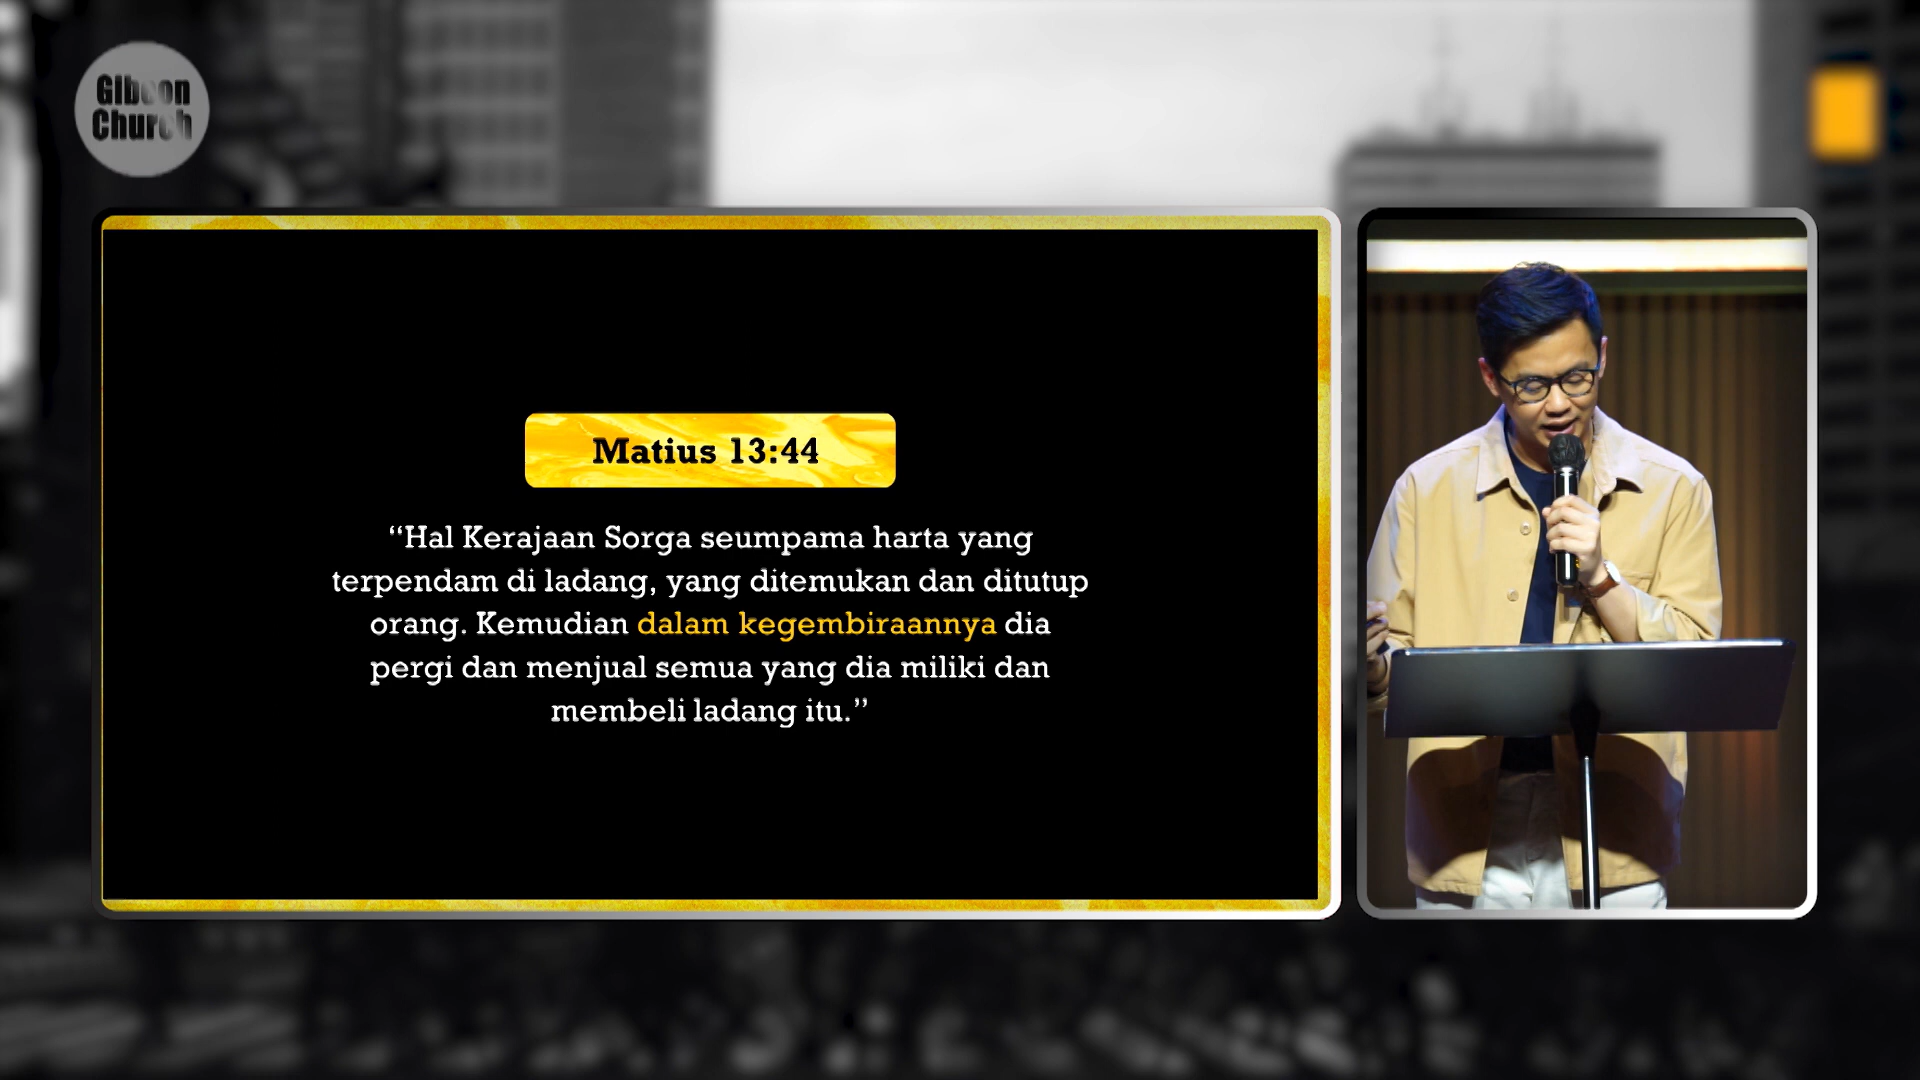 Gibeon
Church
Matius 13:44
“Hal Kerajaan Sorga seumpama harta yang
terpendam di ladang, yang ditemukan dan ditutup
orang. Kemudian dalam kegembiraannya dia
pergi dan menjual semua yang dia miliki dan
membeli ladang itu.”